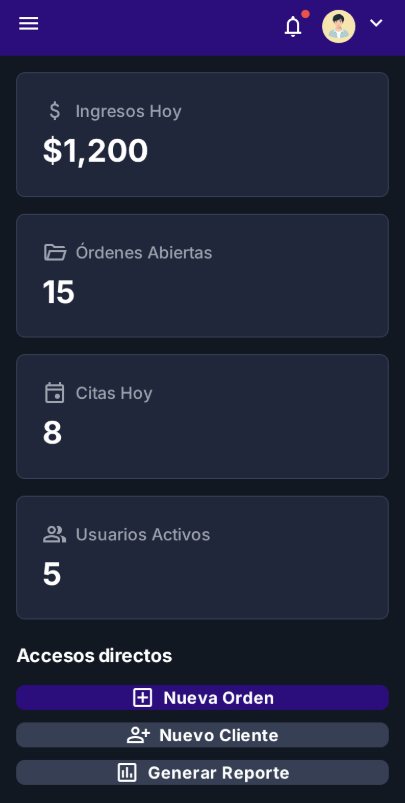 Ingresos Hoy
$1,200
Órdenes Abiertas
15
Citas Hoy
8
Usuarios Activos
5
Accesos directos
Nueva Orden
Nuevo Cliente
Generar Reporte